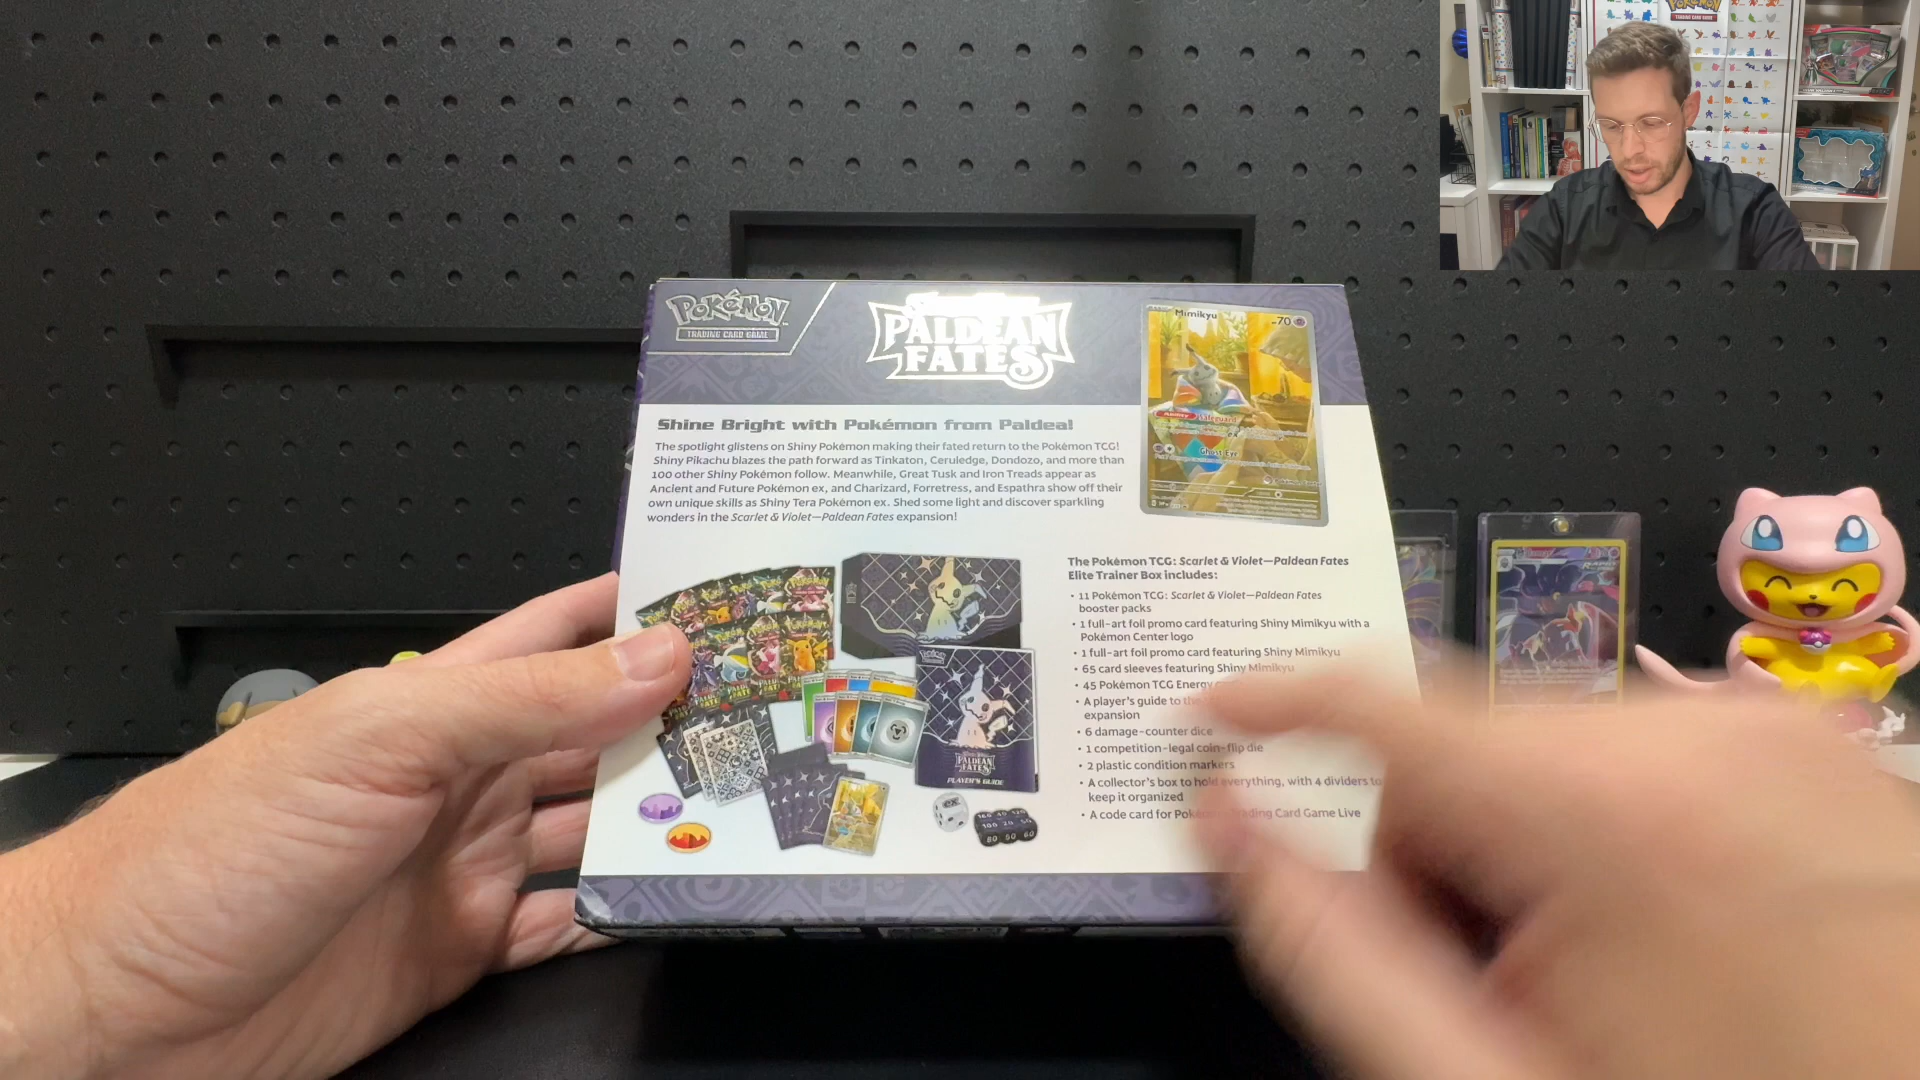 POKÉMON
TRADING CARD GAME
PALDEAN
FATES
Mimikyu
70
Ability Safeguard
Ghost Eye
Shine Bright with Pokémon from Paldea!
The spotlight glistens on Shiny Pokémon making their fated return to the Pokémon TCG!
Shiny Pikachu blazes the path forward as Tinkaton, Ceruledge, Dondozo, and more than
100 other Shiny Pokémon follow. Meanwhile, Great Tusk and Iron Treads appear as
Ancient and Future Pokémon ex, and Charizard, Forretress, and Espathra show off their
own unique skills as Shiny Tera Pokémon ex. Shed some light and discover sparkling
wonders in the Scarlet & Violet—Paldean Fates expansion!
The Pokémon TCG: Scarlet & Violet—Paldean Fates
Elite Trainer Box includes:
• 11 Pokémon TCG: Scarlet & Violet—Paldean Fates
booster packs
• 1 full-art foil promo card featuring Shiny Mimikyu with a
Pokémon Center logo
• 1 full-art foil promo card featuring Shiny Mimikyu
• 65 card sleeves featuring Shiny Mimikyu
• 45 Pokémon TCG Energy
• A player's guide to the
expansion
• 6 damage-counter dice
• 1 competition-legal coin-flip die
• 2 plastic condition markers
• A collector's box to hold everything, with 4 dividers to
keep it organized
• A code card for Pokémon Trading Card Game Live
PALDEAN
FATES
PLAYER'S GUIDE
POKÉMON
TRADING CARD GAME